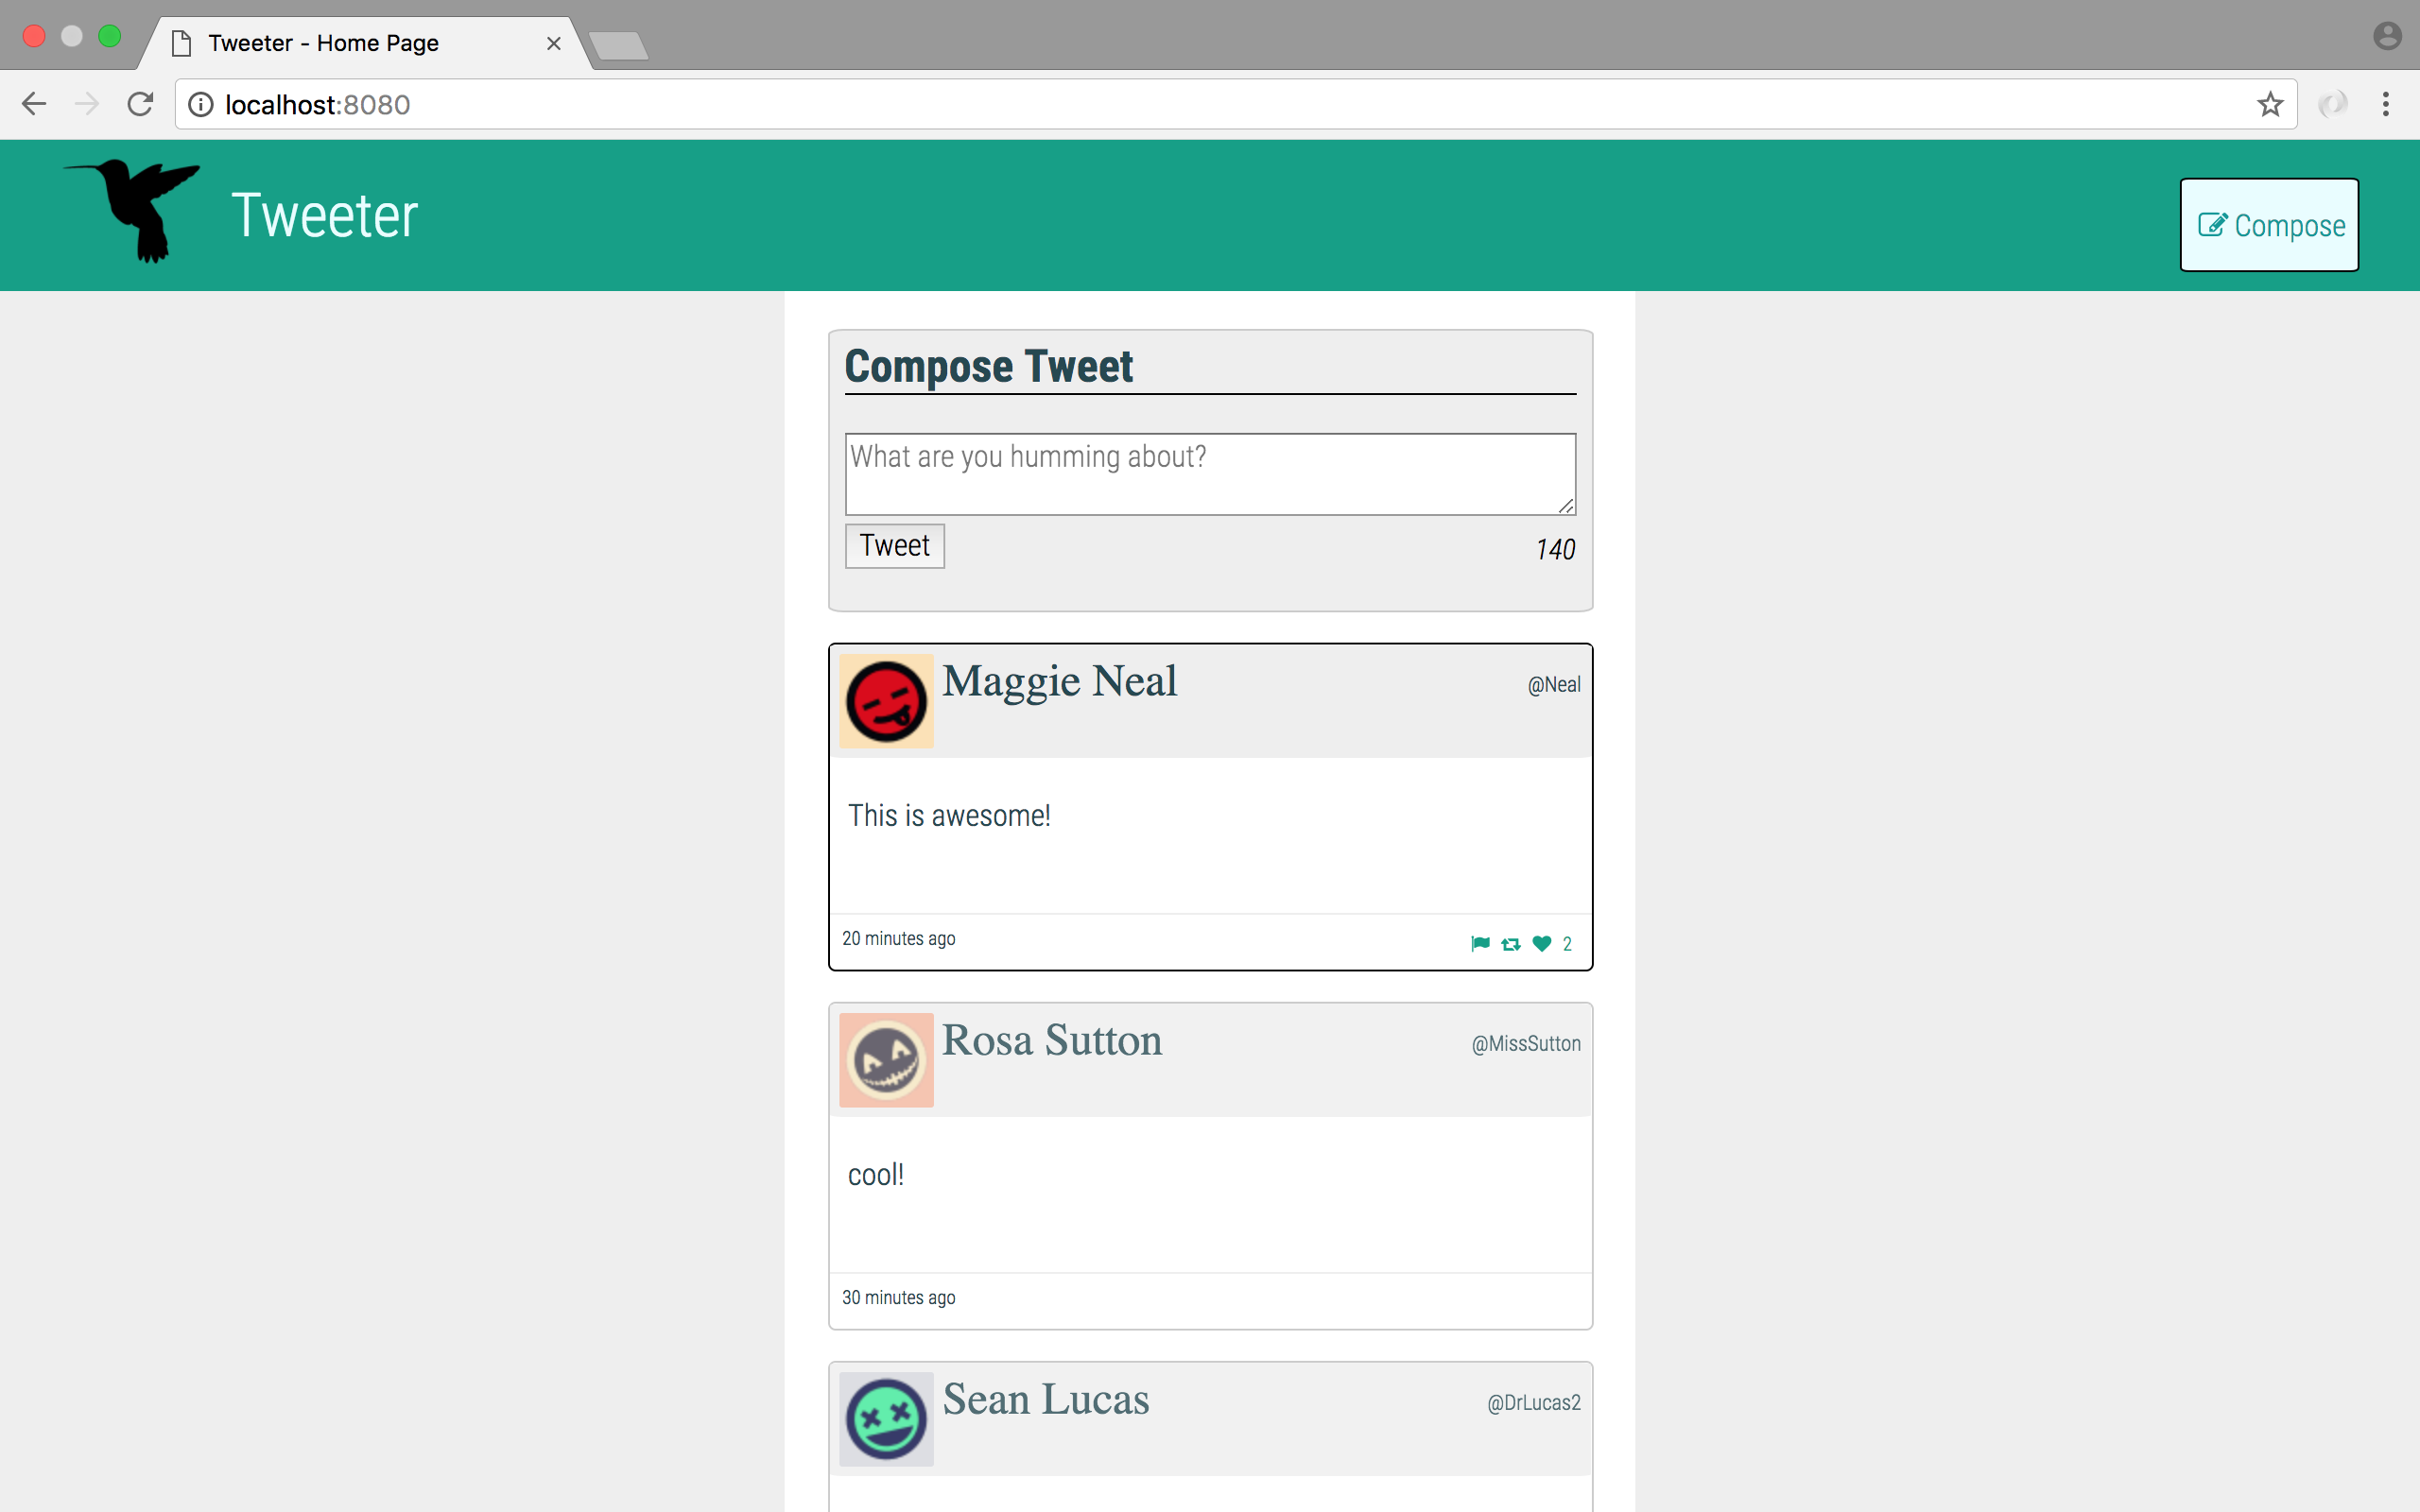 Tweeter - Home Page
localhost:8080
Tweeter
Compose
Compose Tweet
What are you humming about?
Tweet
140
Maggie Neal
@Neal
This is awesome!
20 minutes ago
2
Rosa Sutton
@MissSutton
cool!
30 minutes ago
Sean Lucas
@DrLucas2